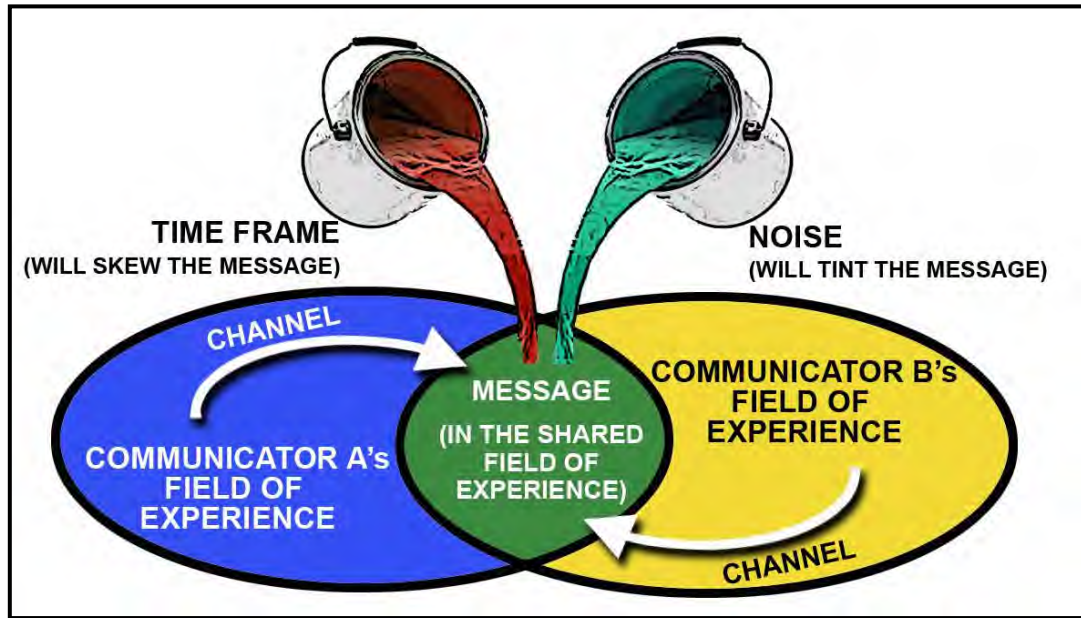 TIME FRAME
(WILL SKEW THE MESSAGE)
NOISE
(WILL TINT THE MESSAGE)
CHANNEL
COMMUNICATOR A's
FIELD OF
EXPERIENCE
MESSAGE
(IN THE SHARED
FIELD OF
EXPERIENCE)
COMMUNICATOR B's
FIELD OF
EXPERIENCE
CHANNEL